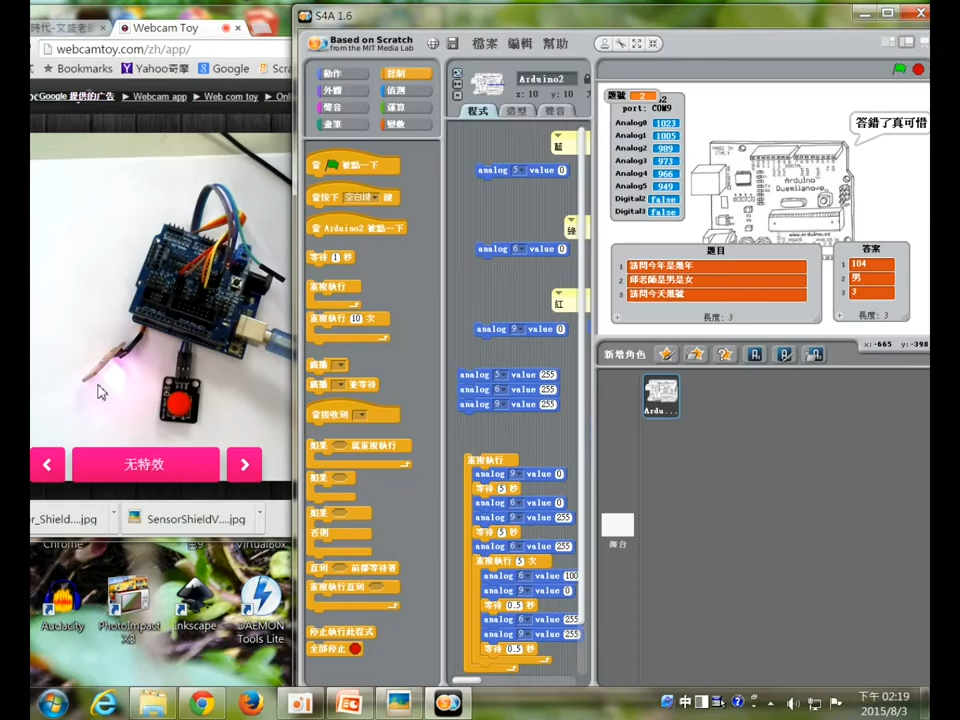 S4A 1.6
Webcam Toy
webcamtoy.com/zh/app/
Bookmarks
Yahoo奇摩
Google
Google 提供的广告
Webcam app
Web com toy
无特效
SensorShieldV....jpg
Audacity
PhotoImpact X3
Inkscape
DAEMON Tools Lite
Based on Scratch
from the MIT Media Lab
檔案 編輯 幫助
動作
控制
外觀
偵測
聲音
運算
畫筆
變數
當 被點一下
當按下 空白鍵 鍵
當 Arduino2 被點一下
等待 1 秒
重複執行
重複執行 10 次
廣播
廣播 並等待
當接收到
如果 就重複執行
如果
如果
否則
直到 前都等待
重複執行直到
停止執行此程式
全部停止
Arduino2
x: 10 y: 10
程式 造型 聲音
藍
analog 5 value 0
綠
analog 6 value 0
紅
analog 9 value 0
analog 5 value 255
analog 6 value 255
analog 9 value 255
重複執行
analog 9 value 0
等待 5 秒
analog 6 value 0
analog 9 value 255
等待 5 秒
analog 6 value 255
重複執行 5 次
analog 6 value 100
analog 9 value 0
等待 0.5 秒
analog 6 value 255
analog 9 value 255
等待 0.5 秒
題號 2
port: COM9
Analog0 1023
Analog1 1005
Analog2 989
Analog3 973
Analog4 966
Analog5 949
Digital2 false
Digital3 false
答錯了真可惜
MADE IN ITALY
Arduino
Duemilanove
題目
1 請問今年是幾年
2 邱老師是男是女
3 請問今天幾號
長度: 3
答案
1 104
2 男
3 3
長度: 3
x: -665 y: -398
新增角色
Ardu...
舞台
中
下午 02:19
2015/8/3